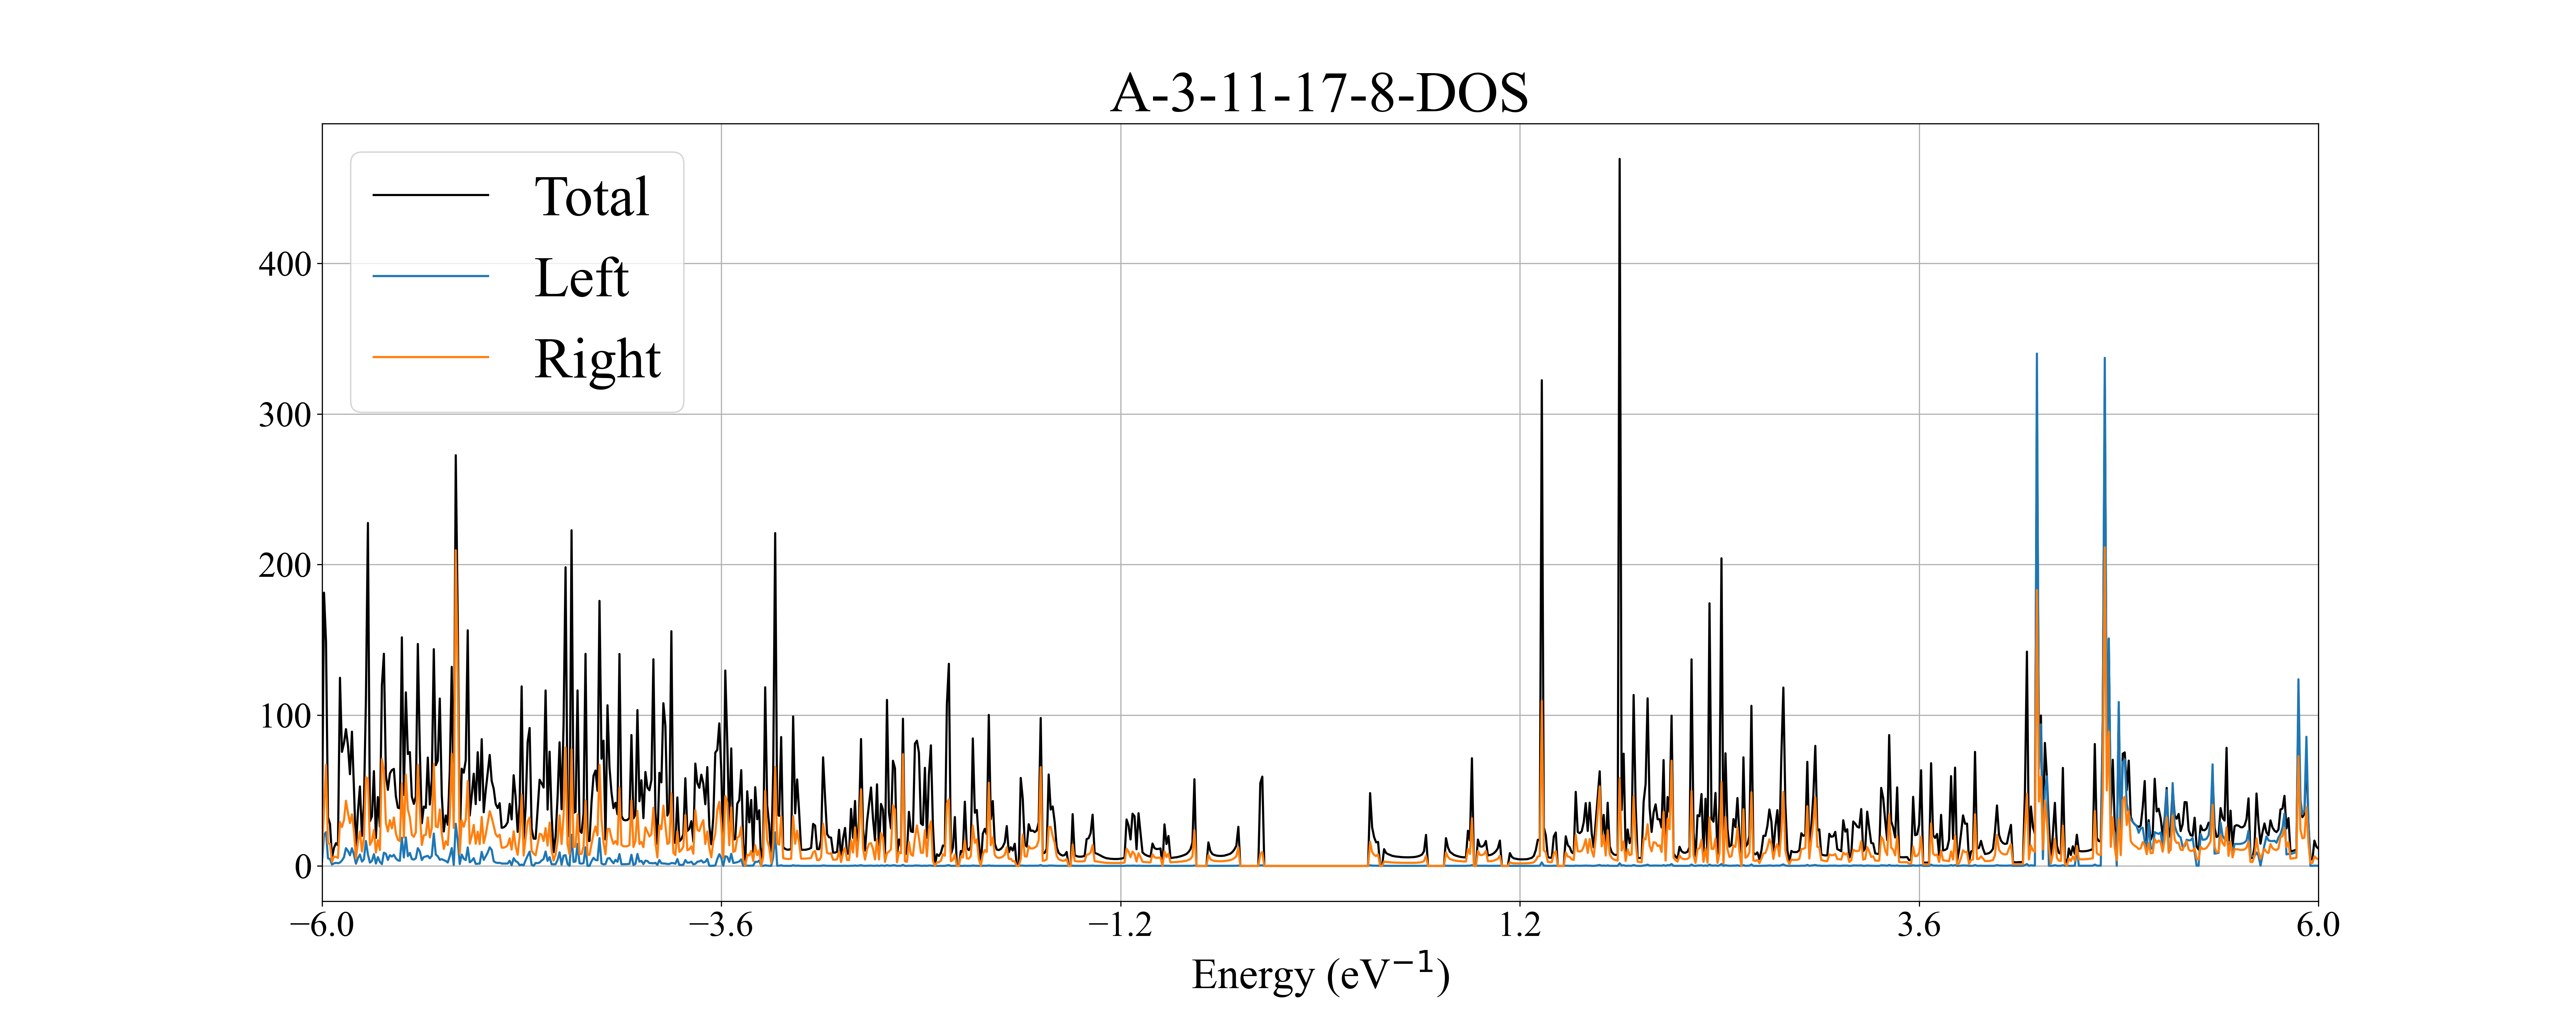 A-3-11-17-8-DOS
Total
Left
Right
400
300
200
100
0
−6.0
−3.6
−1.2
1.2
3.6
6.0
Energy (eV⁻¹)